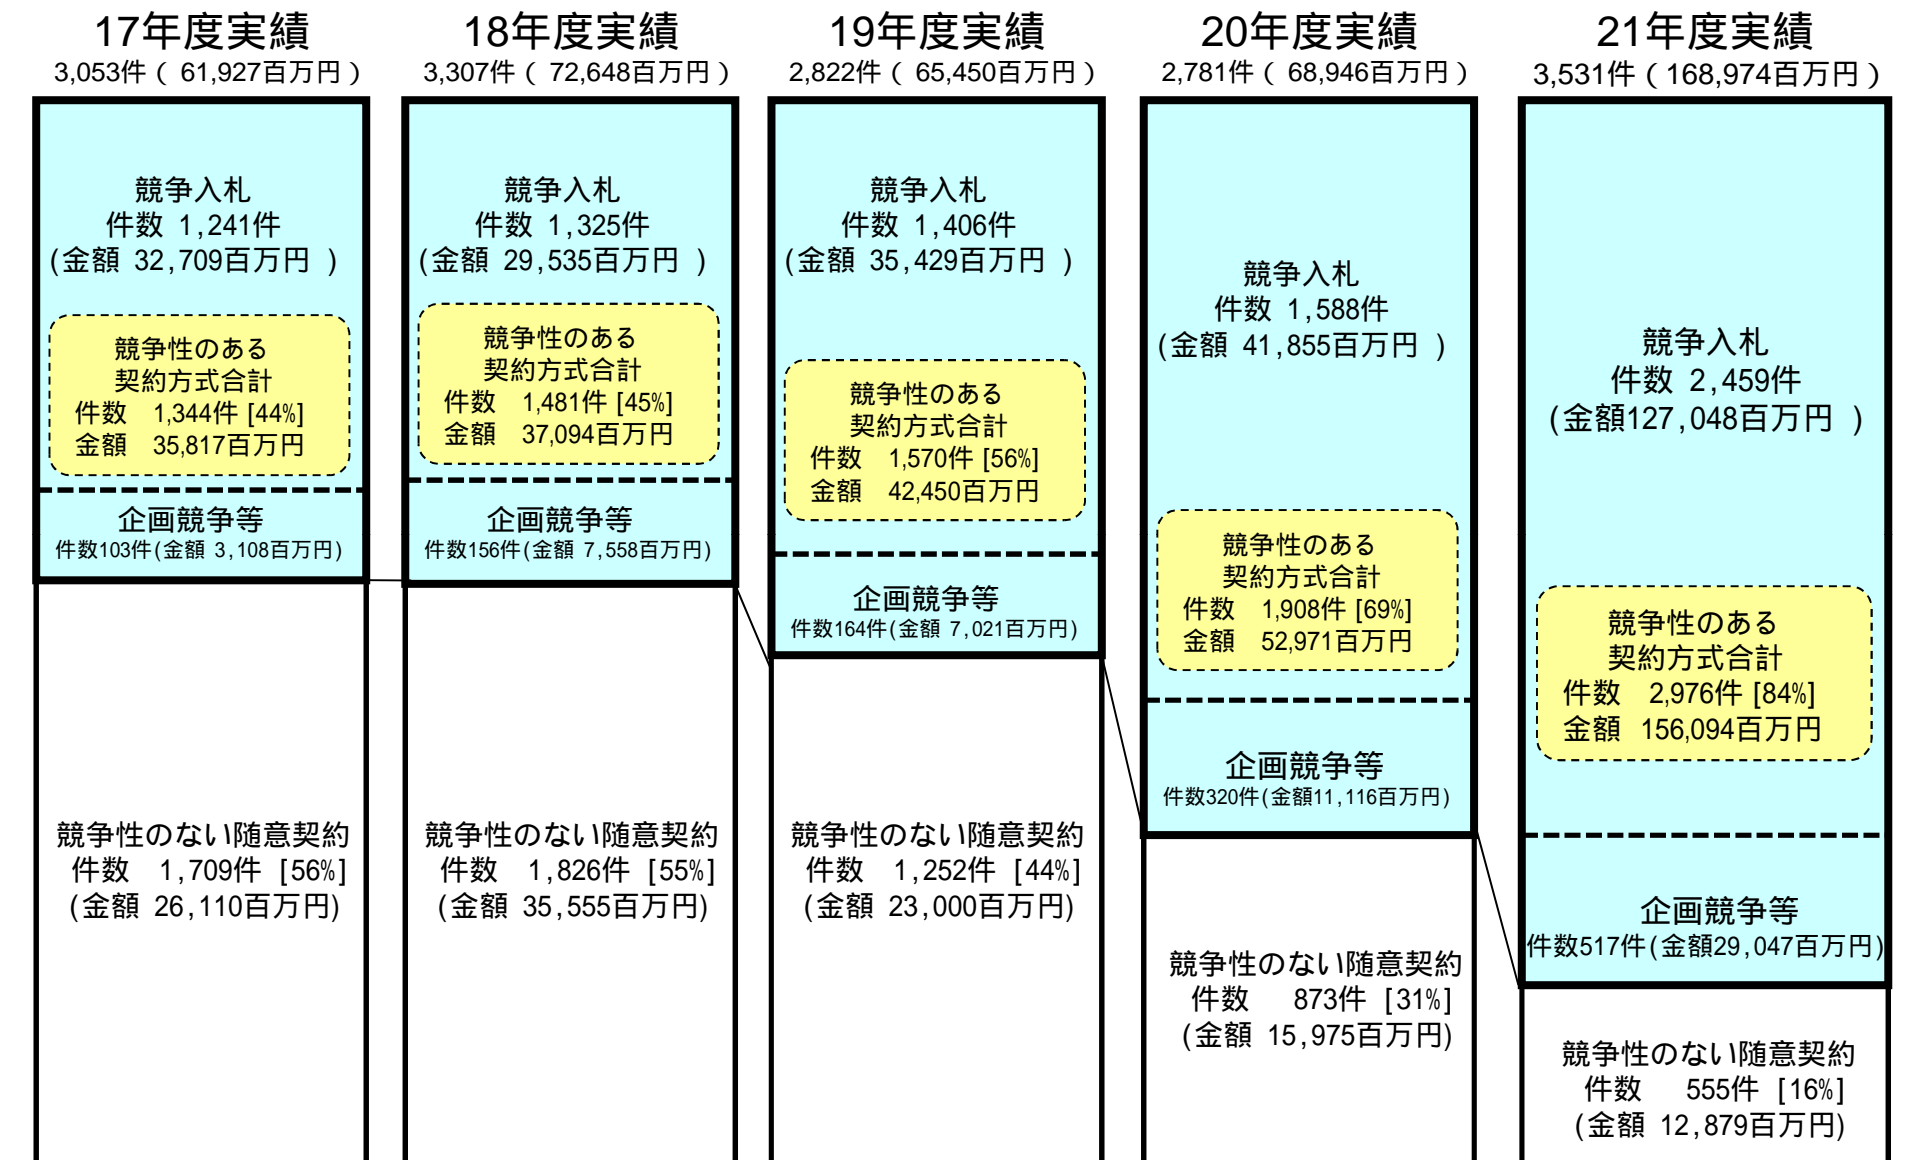 17年度実績
3,053件（ 61,927百万円）
競争入札
件数 1,241件
(金額 32,709百万円 )
競争性のある
契約方式合計
件数 1,344件 [44%]
金額 35,817百万円
企画競争等
件数103件(金額 3,108百万円)
競争性のない随意契約
件数 1,709件 [56%]
(金額 26,110百万円)
18年度実績
3,307件（ 72,648百万円）
競争入札
件数 1,325件
(金額 29,535百万円 )
競争性のある
契約方式合計
件数 1,481件 [45%]
金額 37,094百万円
企画競争等
件数156件(金額 7,558百万円)
競争性のない随意契約
件数 1,826件 [55%]
(金額 35,555百万円)
19年度実績
2,822件（ 65,450百万円）
競争入札
件数 1,406件
(金額 35,429百万円 )
競争性のある
契約方式合計
件数 1,570件 [56%]
金額 42,450百万円
企画競争等
件数164件(金額 7,021百万円)
競争性のない随意契約
件数 1,252件 [44%]
(金額 23,000百万円)
20年度実績
2,781件（ 68,946百万円）
競争入札
件数 1,588件
(金額 41,855百万円 )
競争性のある
契約方式合計
件数 1,908件 [69%]
金額 52,971百万円
企画競争等
件数320件(金額11,116百万円)
競争性のない随意契約
件数 873件 [31%]
(金額 15,975百万円)
21年度実績
3,531件（168,974百万円）
競争入札
件数 2,459件
(金額127,048百万円 )
競争性のある
契約方式合計
件数 2,976件 [84%]
金額 156,094百万円
企画競争等
件数517件(金額29,047百万円)
競争性のない随意契約
件数 555件 [16%]
(金額 12,879百万円)